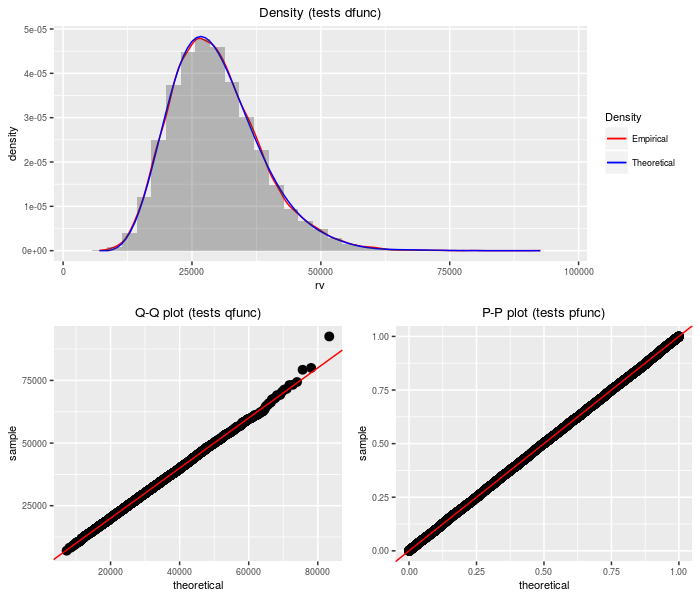 Density (tests dfunc)
5e-05
4e-05
3e-05
2e-05
1e-05
0e+00
density
0
25000
50000
75000
100000
rv
Density
Empirical
Theoretical
Q-Q plot (tests qfunc)
75000
50000
25000
sample
20000
40000
60000
80000
theoretical
P-P plot (tests pfunc)
1.00
0.75
0.50
0.25
0.00
sample
0.00
0.25
0.50
0.75
1.00
theoretical